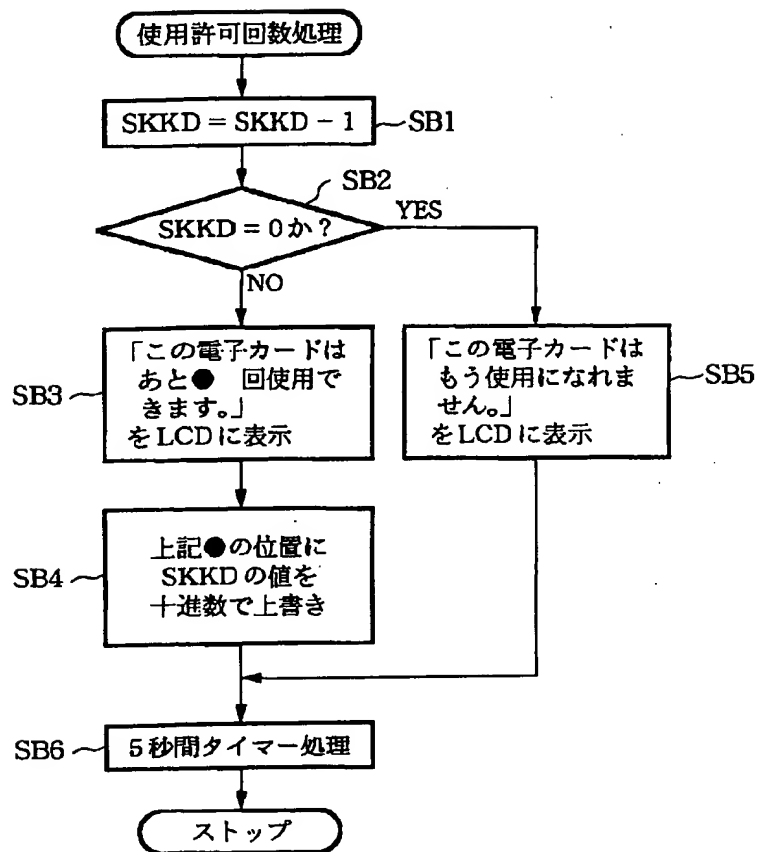 使用許可回数処理
SKKD = SKKD − 1
SB1
SB2
SKKD = 0か？
YES
NO
「この電子カードは
あと● 回使用で
きます。」
をLCDに表示
SB3
「この電子カードは
もう使用になれま
せん。」
をLCDに表示
SB5
上記●の位置に
SKKDの値を
十進数で上書き
SB4
SB6
5秒間タイマー処理
ストップ